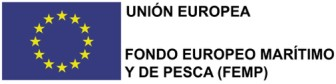 UNIÓN EUROPEA
FONDO EUROPEO MARÍTIMO
Y DE PESCA (FEMP)